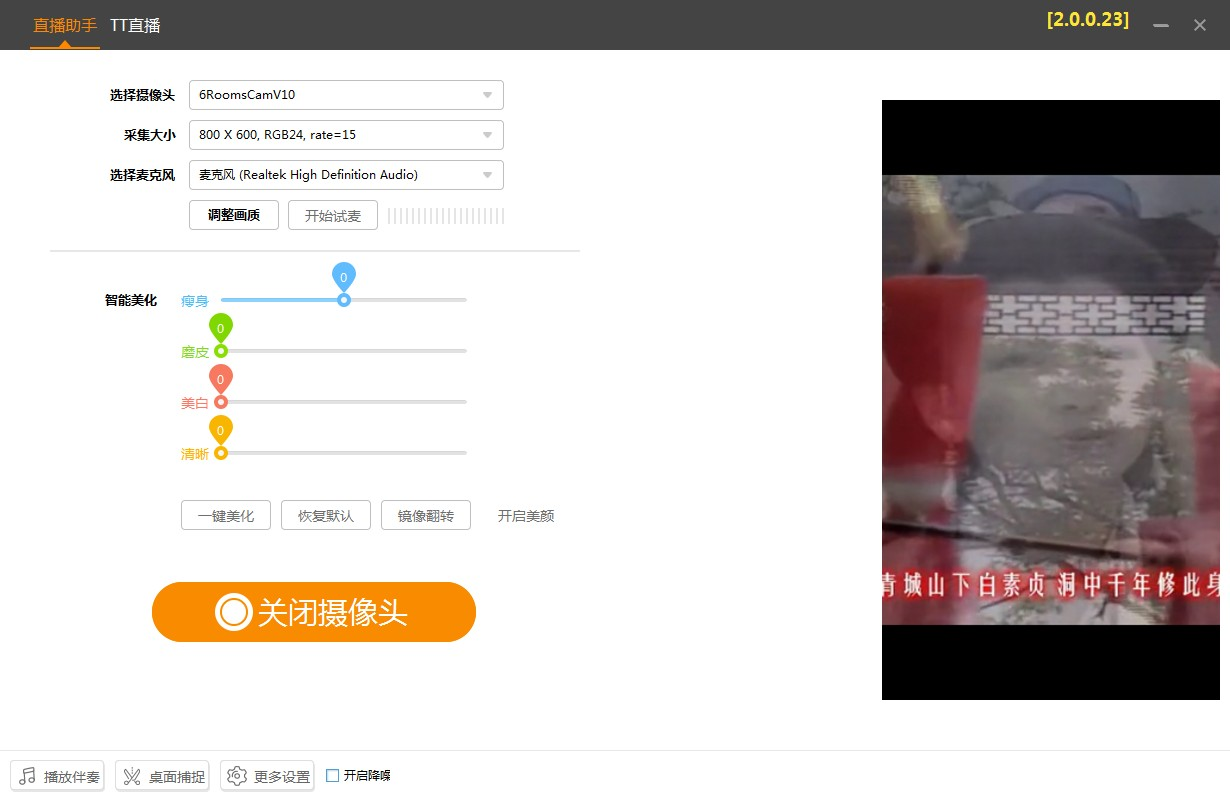 直播助手 TT直播 [2.0.0.23]
选择摄像头 6RoomsCamV10
采集大小 800 X 600, RGB24, rate=15
选择麦克风 麦克风 (Realtek High Definition Audio)
调整画质 开始试麦
0
智能美化 瘦身
0
磨皮
0
美白
0
清晰
一键美化 恢复默认 镜像翻转 开启美颜
青城山下白素贞 洞中千年修此身
关闭摄像头
播放伴奏 桌面捕捉 更多设置 开启降噪